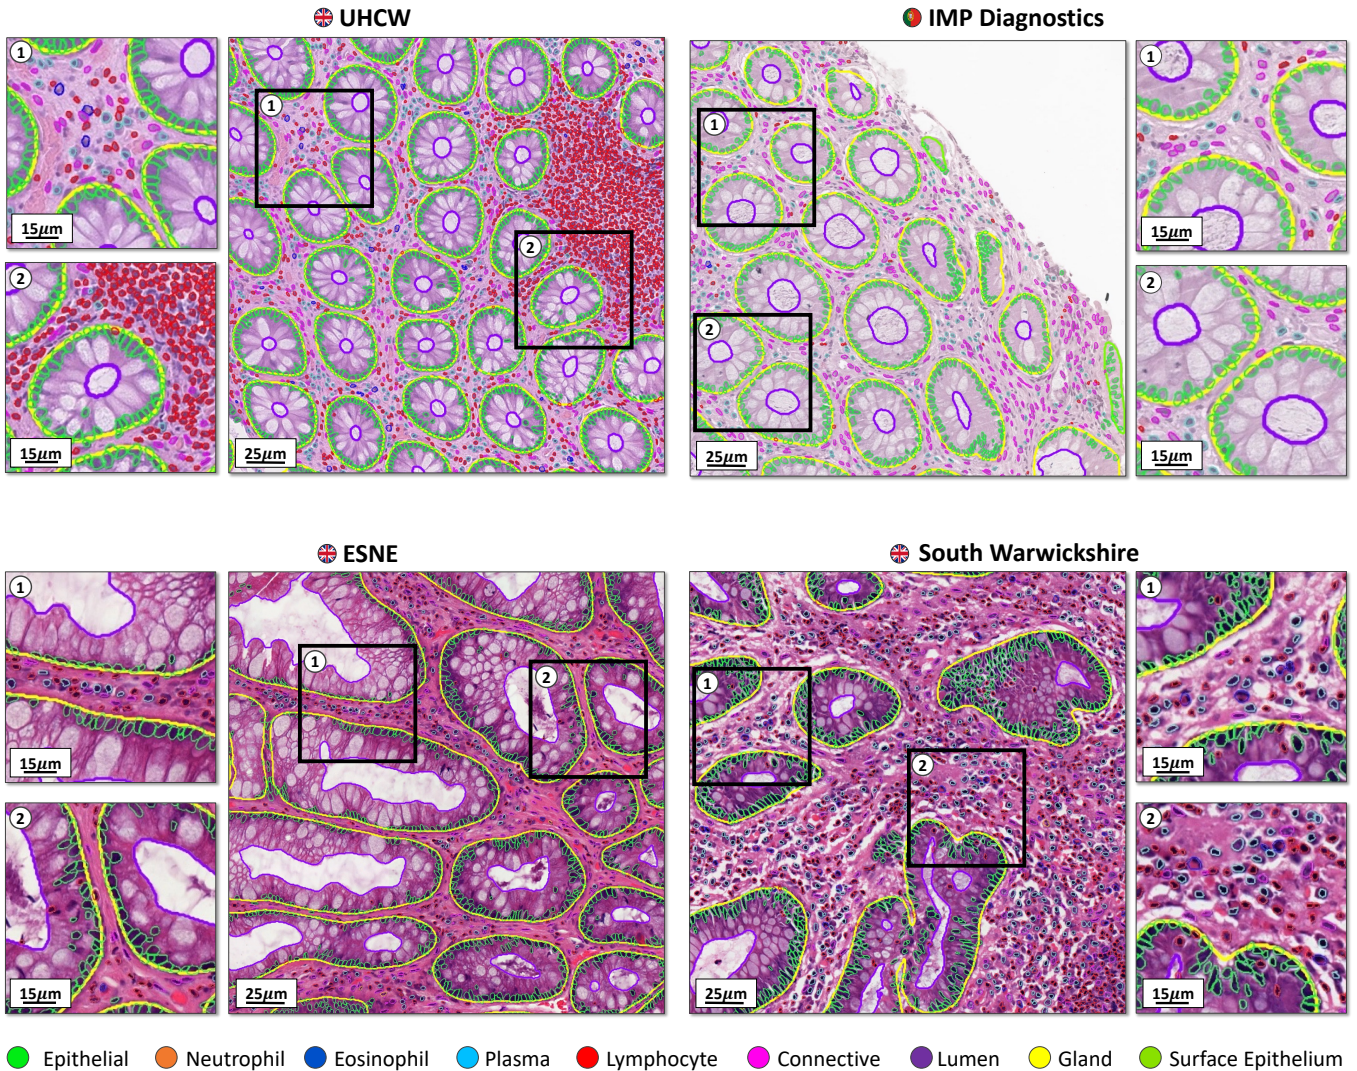 UHCW
IMP Diagnostics
1
15μm
2
15μm
1
2
25μm
1
2
25μm
1
15μm
2
15μm
ESNE
South Warwickshire
1
15μm
2
15μm
1
2
25μm
1
2
25μm
1
15μm
2
15μm
Epithelial Neutrophil Eosinophil Plasma Lymphocyte Connective Lumen Gland Surface Epithelium